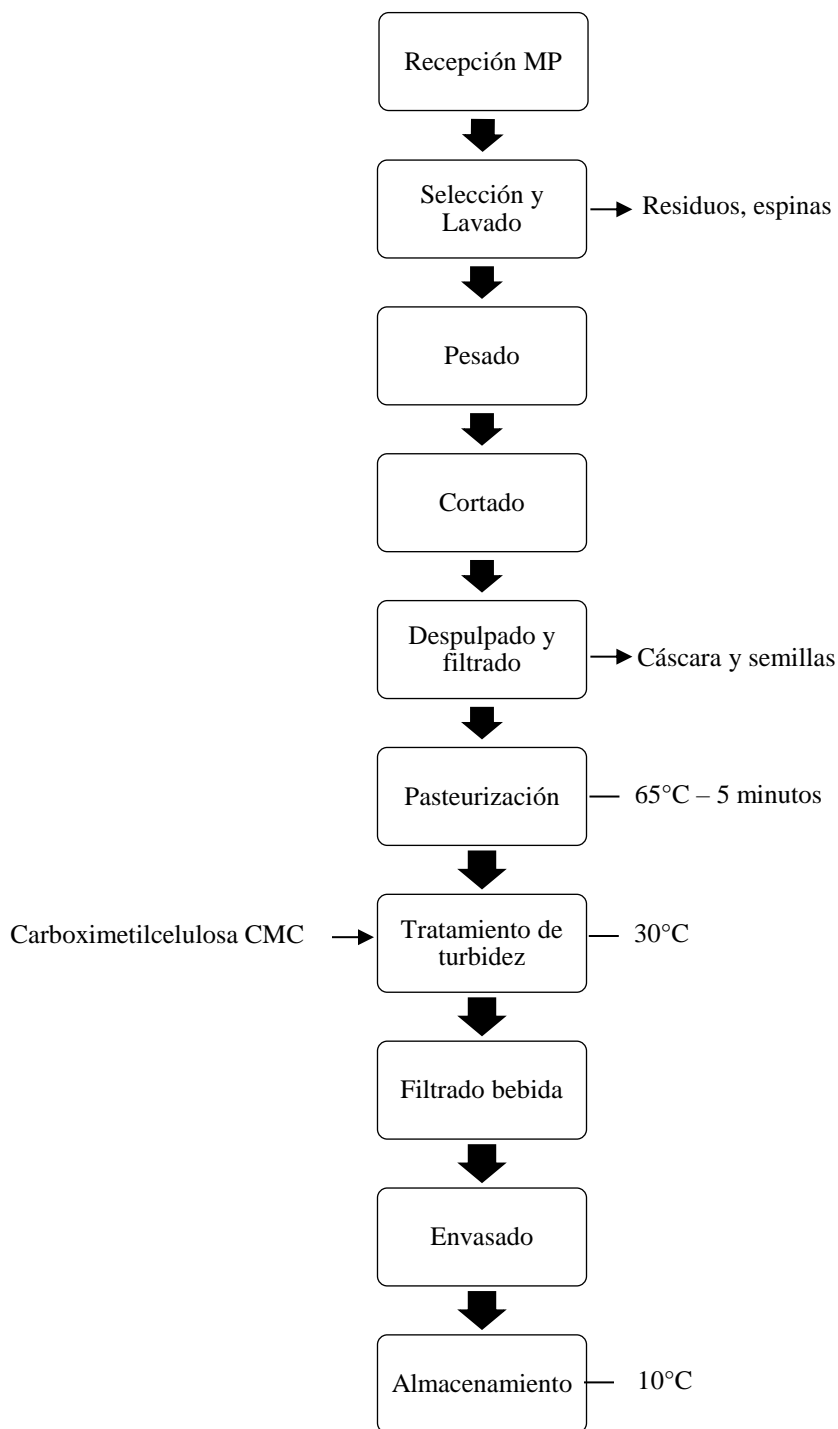 Recepción MP
Selección y
Lavado
Residuos, espinas
Pesado
Cortado
Despulpado y
filtrado
Cáscara y semillas
Pasteurización
65°C – 5 minutos
Carboximetilcelulosa CMC
Tratamiento de
turbidez
30°C
Filtrado bebida
Envasado
Almacenamiento
10°C